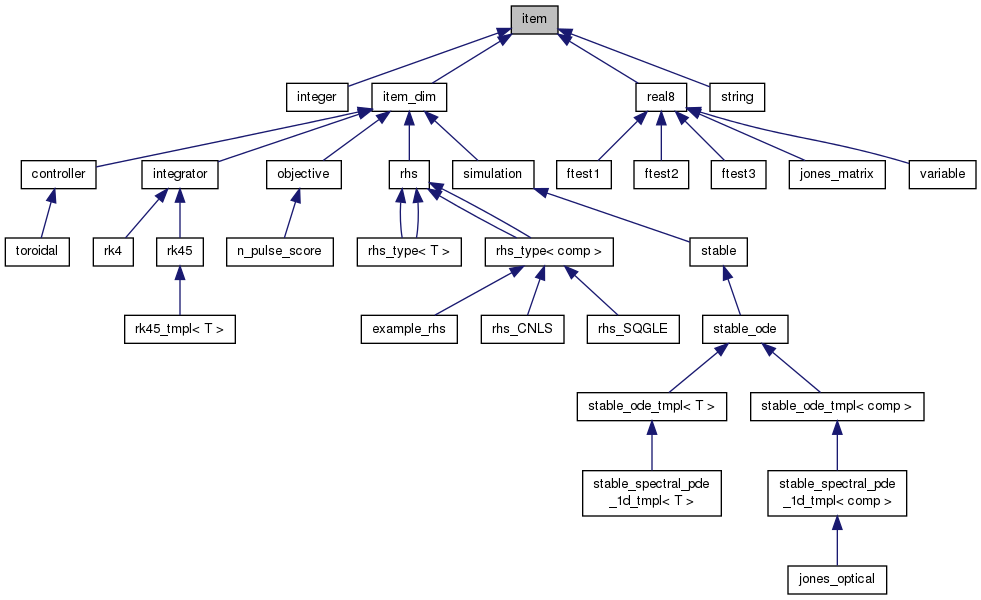 item
integer
item_dim
real8
string
controller
integrator
objective
rhs
simulation
ftest1
ftest2
ftest3
jones_matrix
variable
toroidal
rk4
rk45
n_pulse_score
rhs_type< T >
rhs_type< comp >
stable
rk45_tmpl< T >
example_rhs
rhs_CNLS
rhs_SQGLE
stable_ode
stable_ode_tmpl< T >
stable_ode_tmpl< comp >
stable_spectral_pde
_1d_tmpl< T >
stable_spectral_pde
_1d_tmpl< comp >
jones_optical